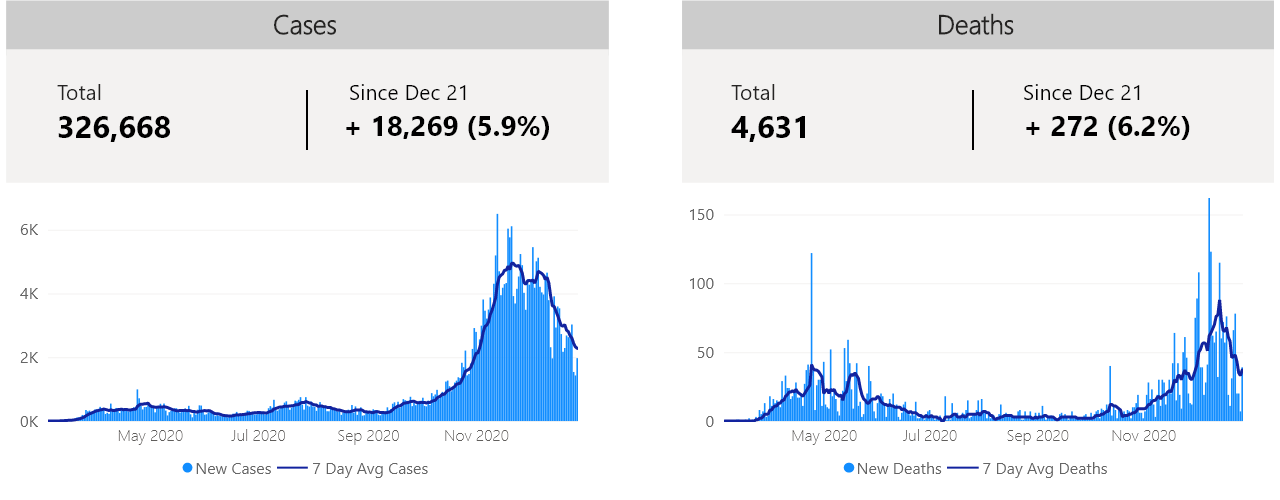 Cases
Total
326,668
Since Dec 21
+ 18,269 (5.9%)
6K
4K
2K
0K
May 2020
Jul 2020
Sep 2020
Nov 2020
New Cases
7 Day Avg Cases
Deaths
Total
4,631
Since Dec 21
+ 272 (6.2%)
150
100
50
0
May 2020
Jul 2020
Sep 2020
Nov 2020
New Deaths
7 Day Avg Deaths